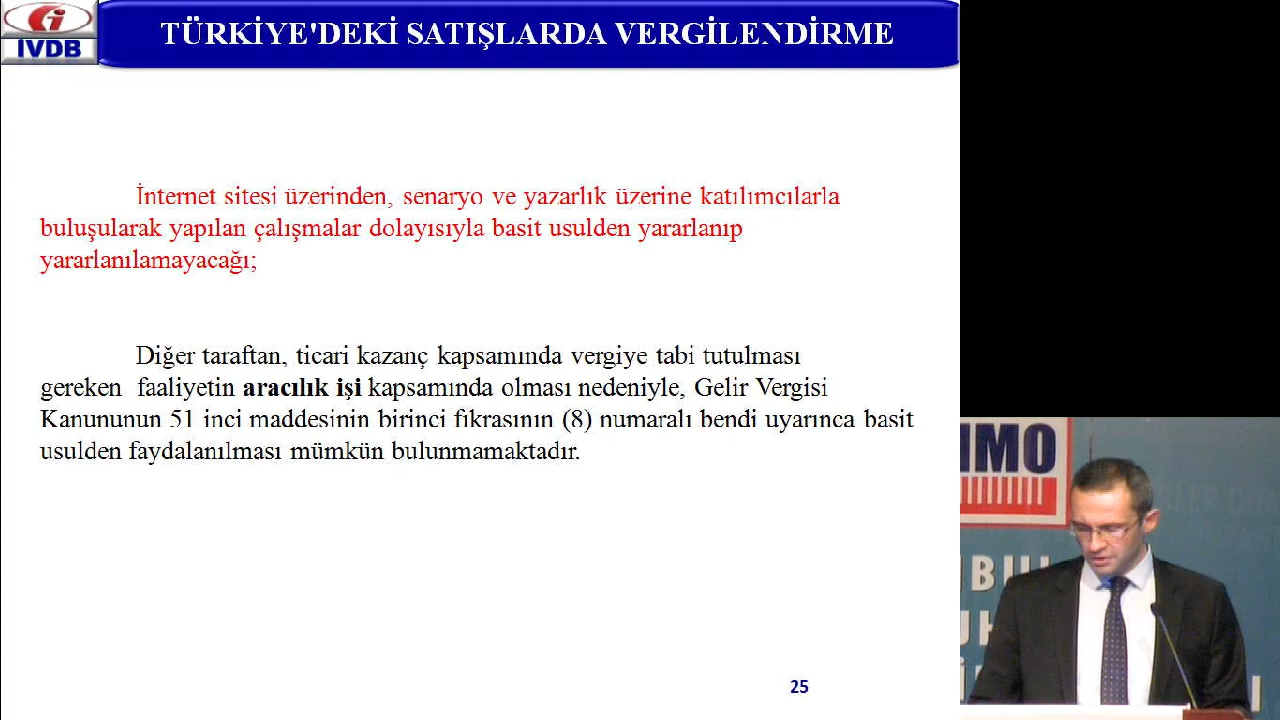 IVDB
TÜRKİYE'DEKİ SATIŞLARDA VERGİLENDİRME
İnternet sitesi üzerinden, senaryo ve yazarlık üzerine katılımcılarla
buluşularak yapılan çalışmalar dolayısıyla basit usulden yararlanıp
yararlanılamayacağı;
Diğer taraftan, ticari kazanç kapsamında vergiye tabi tutulması
gereken faaliyetin aracılık işi kapsamında olması nedeniyle, Gelir Vergisi
Kanununun 51 inci maddesinin birinci fıkrasının (8) numaralı bendi uyarınca basit
usulden faydalanılması mümkün bulunmamaktadır.
25